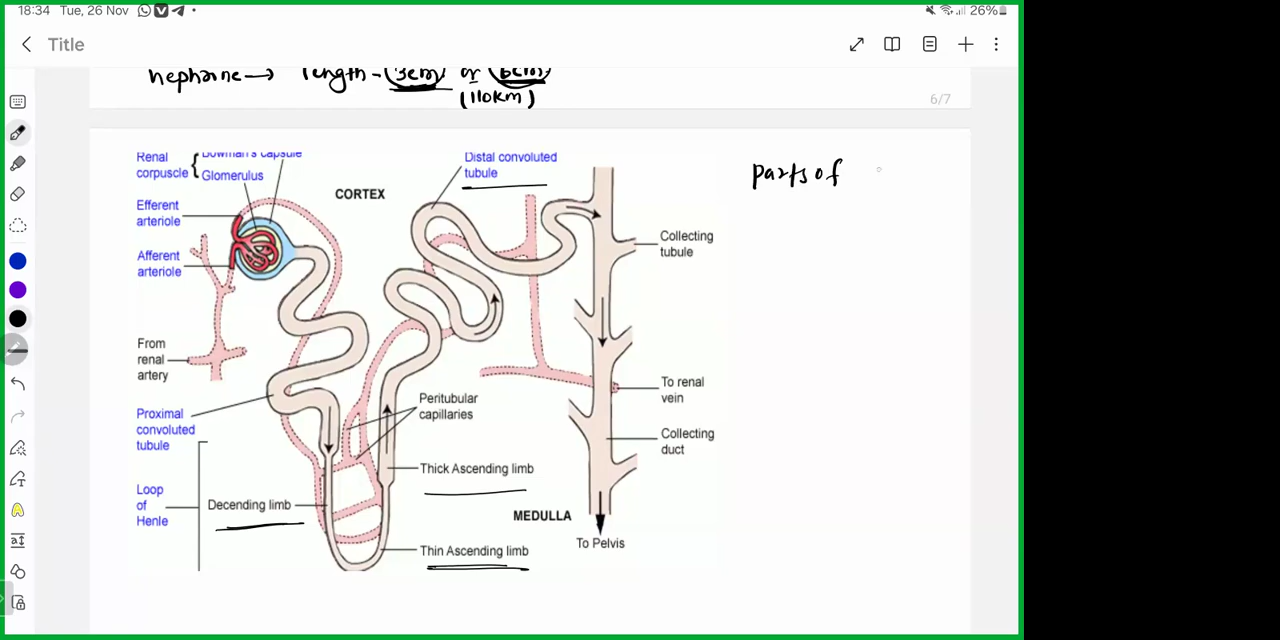 18:34 Tue, 26 Nov
26%
Title
nephrone → length - (3cm) or (6cm)
(110km)
6/7
Renal corpuscle { Bowman's capsule
Glomerulus
Efferent
arteriole
Afferent
arteriole
From
renal
artery
Proximal
convoluted
tubule
Loop
of
Henle
Decending limb
CORTEX
Distal convoluted
tubule
Peritubular
capillaries
Thick Ascending limb
MEDULLA
Thin Ascending limb
Collecting
tubule
To renal
vein
Collecting
duct
To Pelvis
parts of